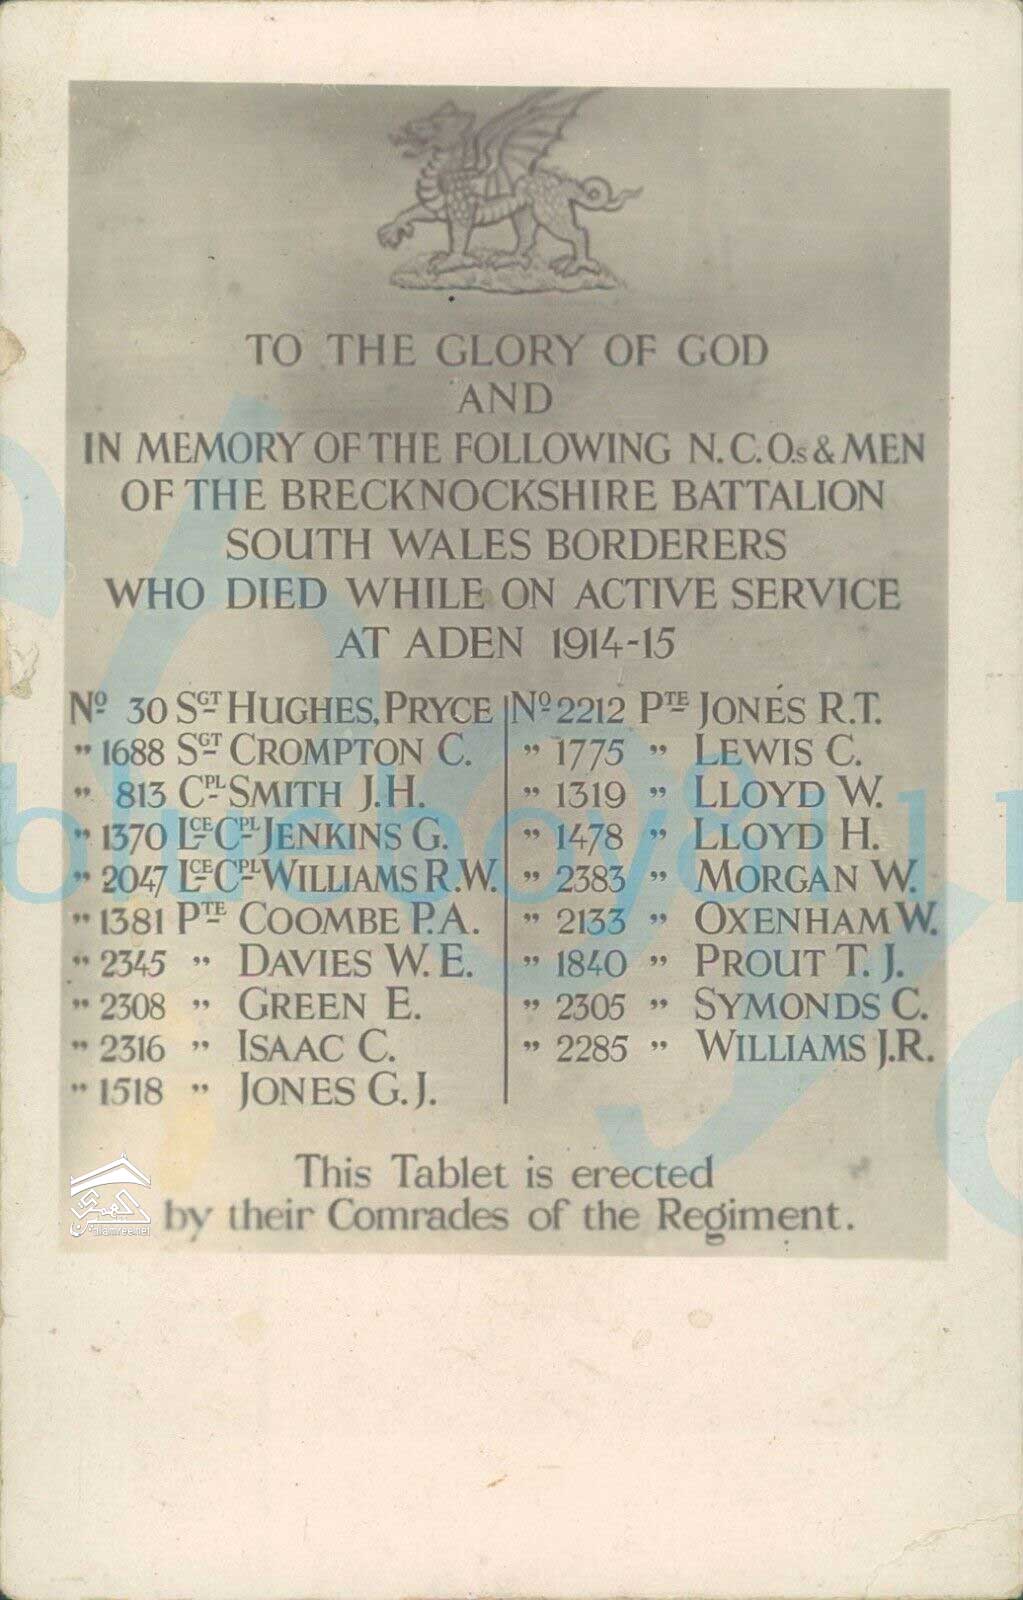 TO THE GLORY OF GOD
AND
IN MEMORY OF THE FOLLOWING N.C.Os & MEN
OF THE BRECKNOCKSHIRE BATTALION
SOUTH WALES BORDERERS
WHO DIED WHILE ON ACTIVE SERVICE
AT ADEN 1914-15
Nº 30 SGT HUGHES, PRYCE
" 1688 SGT CROMPTON C.
" 813 CPL SMITH J.H.
" 1370 LCE CPL JENKINS G.
" 2047 LCE CPL WILLIAMS R.W.
" 1381 PTE COOMBE P.A.
" 2345 " DAVIES W.E.
" 2308 " GREEN E.
" 2316 " ISAAC C.
" 1518 " JONES G.J.
Nº 2212 PTE JONES R.T.
" 1775 " LEWIS C.
" 1319 " LLOYD W.
" 1478 " LLOYD H.
" 2383 " MORGAN W.
" 2133 " OXENHAM W.
" 1840 " PROUT T.J.
" 2305 " SYMONDS C.
" 2285 " WILLIAMS J.R.
This Tablet is erected
by their Comrades of the Regiment.